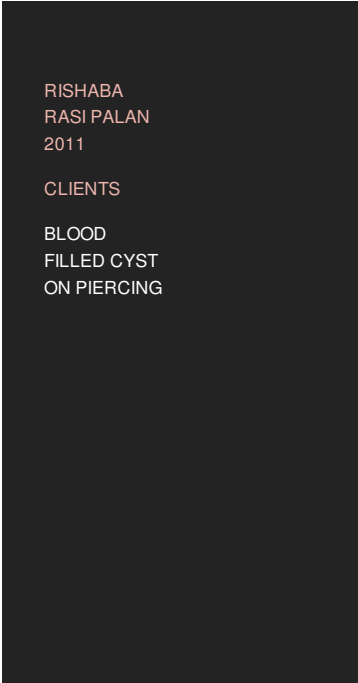 RISHABA
RASI PALAN
2011
CLIENTS
BLOOD
FILLED CYST
ON PIERCING